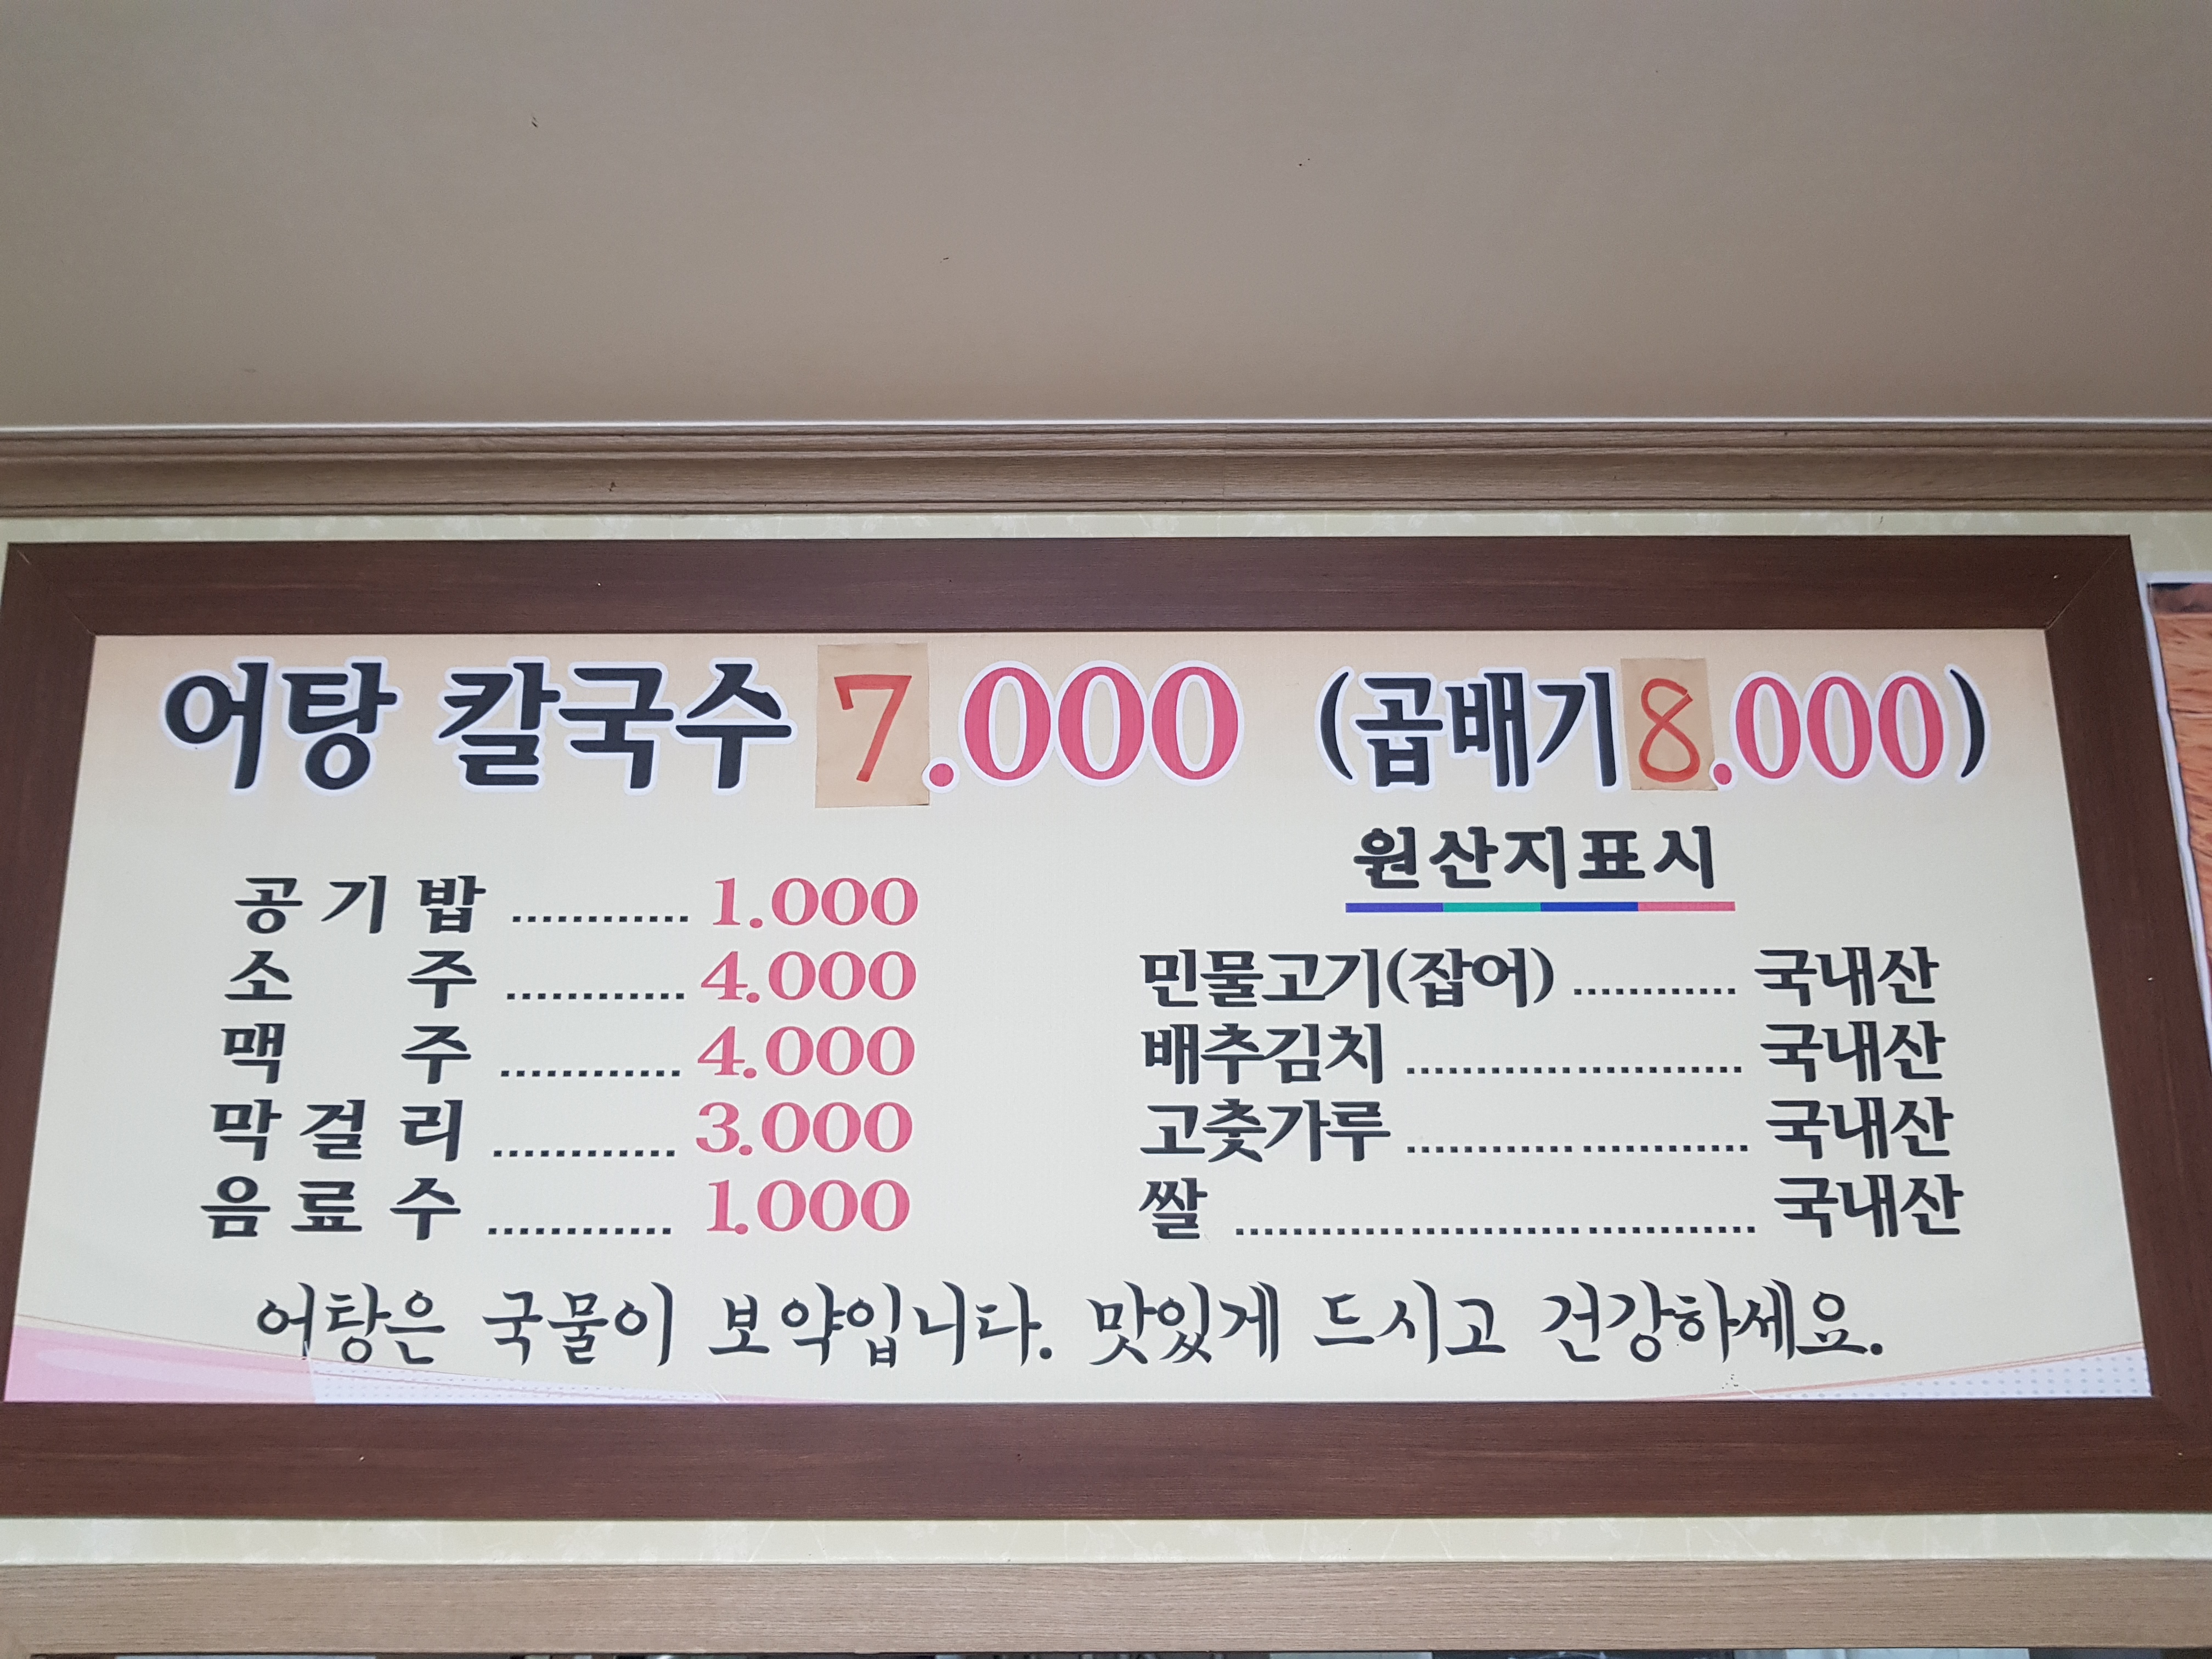 어탕 칼국수 7.000 (곱배기 8.000)
공기밥 ............ 1.000
소 주 ............ 4.000
맥 주 ............ 4.000
막걸리 ............ 3.000
음료수 ............ 1.000
원산지표시
민물고기(잡어) ............ 국내산
배추김치 ........................ 국내산
고춧가루 ........................ 국내산
쌀 .................................... 국내산
어탕은 국물이 보약입니다. 맛있게 드시고 건강하세요.